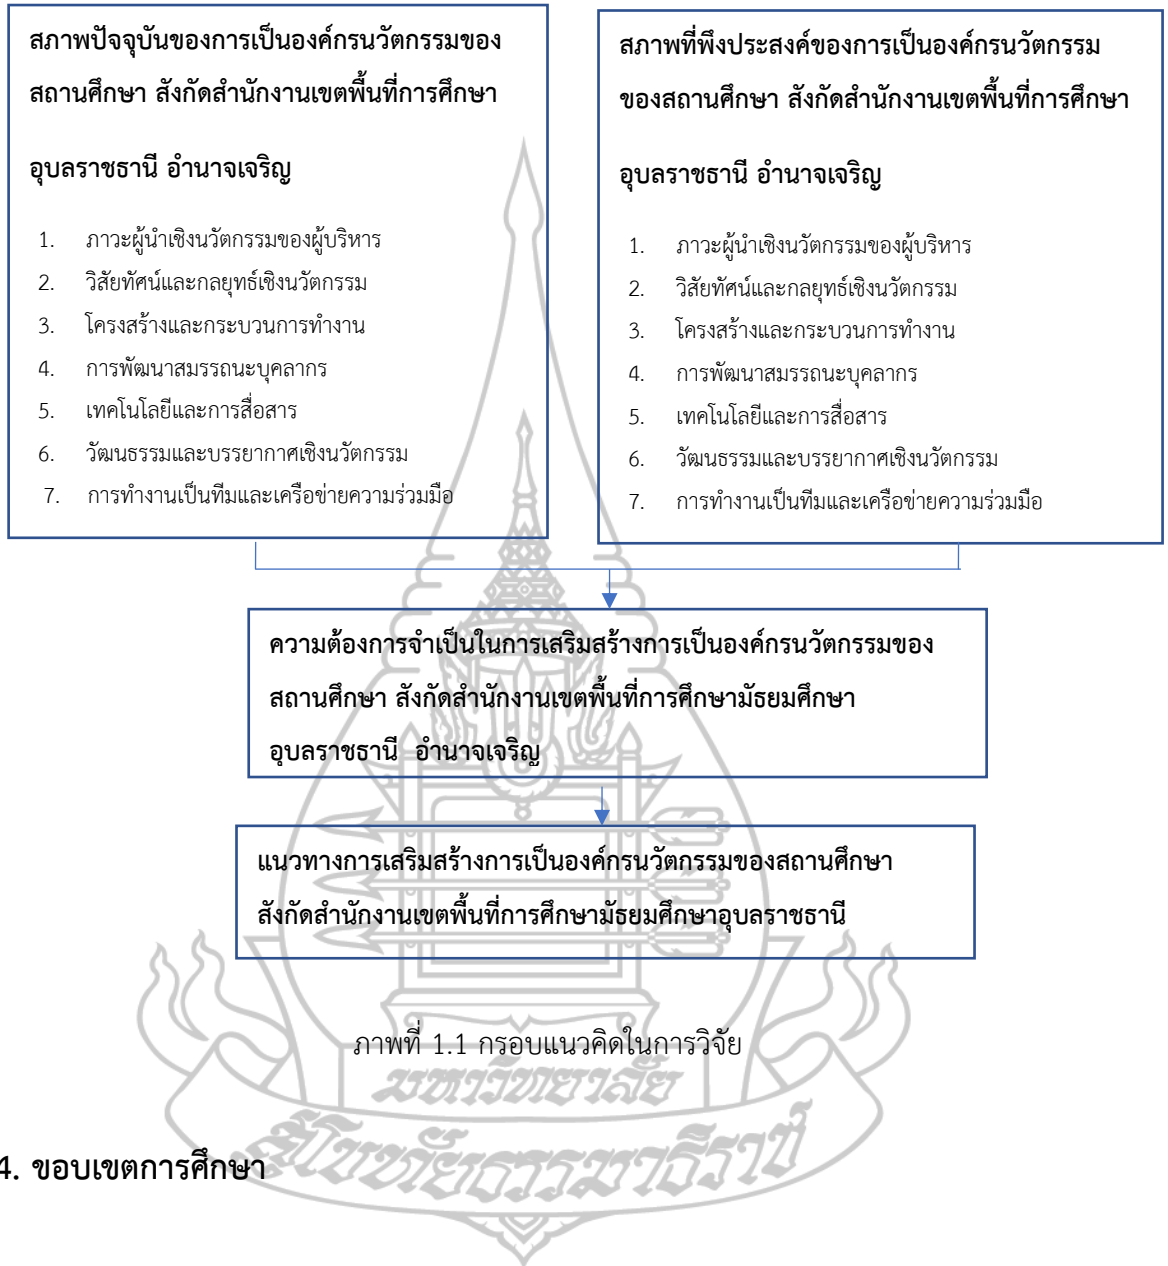 สภาพปัจจุบันของการเป็นองค์กรนวัตกรรมของ
สถานศึกษา สังกัดสำนักงานเขตพื้นที่การศึกษา
อุบลราชธานี อำนาจเจริญ
1. ภาวะผู้นำเชิงนวัตกรรมของผู้บริหาร
2. วิสัยทัศน์และกลยุทธ์เชิงนวัตกรรม
3. โครงสร้างและกระบวนการทำงาน
4. การพัฒนาสมรรถนะบุคลากร
5. เทคโนโลยีและการสื่อสาร
6. วัฒนธรรมและบรรยากาศเชิงนวัตกรรม
7. การทำงานเป็นทีมและเครือข่ายความร่วมมือ
สภาพที่พึงประสงค์ของการเป็นองค์กรนวัตกรรม
ของสถานศึกษา สังกัดสำนักงานเขตพื้นที่การศึกษา
อุบลราชธานี อำนาจเจริญ
1. ภาวะผู้นำเชิงนวัตกรรมของผู้บริหาร
2. วิสัยทัศน์และกลยุทธ์เชิงนวัตกรรม
3. โครงสร้างและกระบวนการทำงาน
4. การพัฒนาสมรรถนะบุคลากร
5. เทคโนโลยีและการสื่อสาร
6. วัฒนธรรมและบรรยากาศเชิงนวัตกรรม
7. การทำงานเป็นทีมและเครือข่ายความร่วมมือ
ความต้องการจำเป็นในการเสริมสร้างการเป็นองค์กรนวัตกรรมของ
สถานศึกษา สังกัดสำนักงานเขตพื้นที่การศึกษามัธยมศึกษา
อุบลราชธานี อำนาจเจริญ
แนวทางการเสริมสร้างการเป็นองค์กรนวัตกรรมของสถานศึกษา
สังกัดสำนักงานเขตพื้นที่การศึกษามัธยมศึกษาอุบลราชธานี
ภาพที่ 1.1 กรอบแนวคิดในการวิจัย
มหาวิทยาลัย
สุโขทัยธรรมาธิราช
4. ขอบเขตการศึกษา